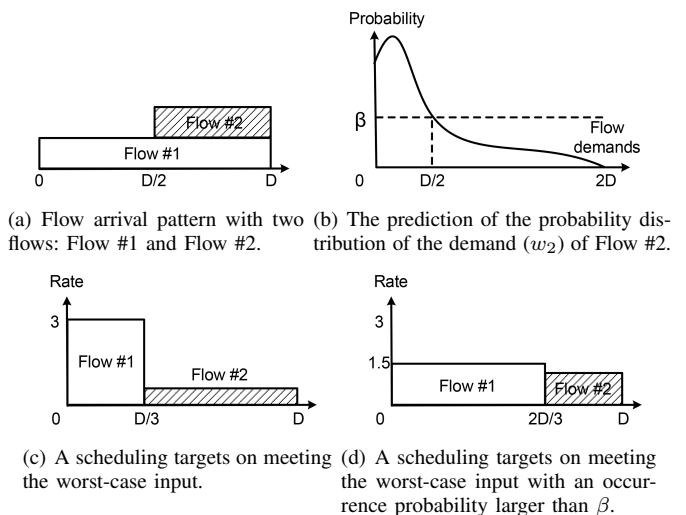 Probability
Flow #2
Flow #1
0
D/2
D
β
Flow
demands
0
D/2
2D
(a) Flow arrival pattern with two
flows: Flow #1 and Flow #2.
(b) The prediction of the probability dis-
tribution of the demand (w₂) of Flow #2.
Rate
3
Flow #1
Flow #2
0
D/3
D
Rate
3
1.5
Flow #1
Flow #2
0
2D/3
D
(c) A scheduling targets on meeting
the worst-case input.
(d) A scheduling targets on meeting
the worst-case input with an occur-
rence probability larger than β.